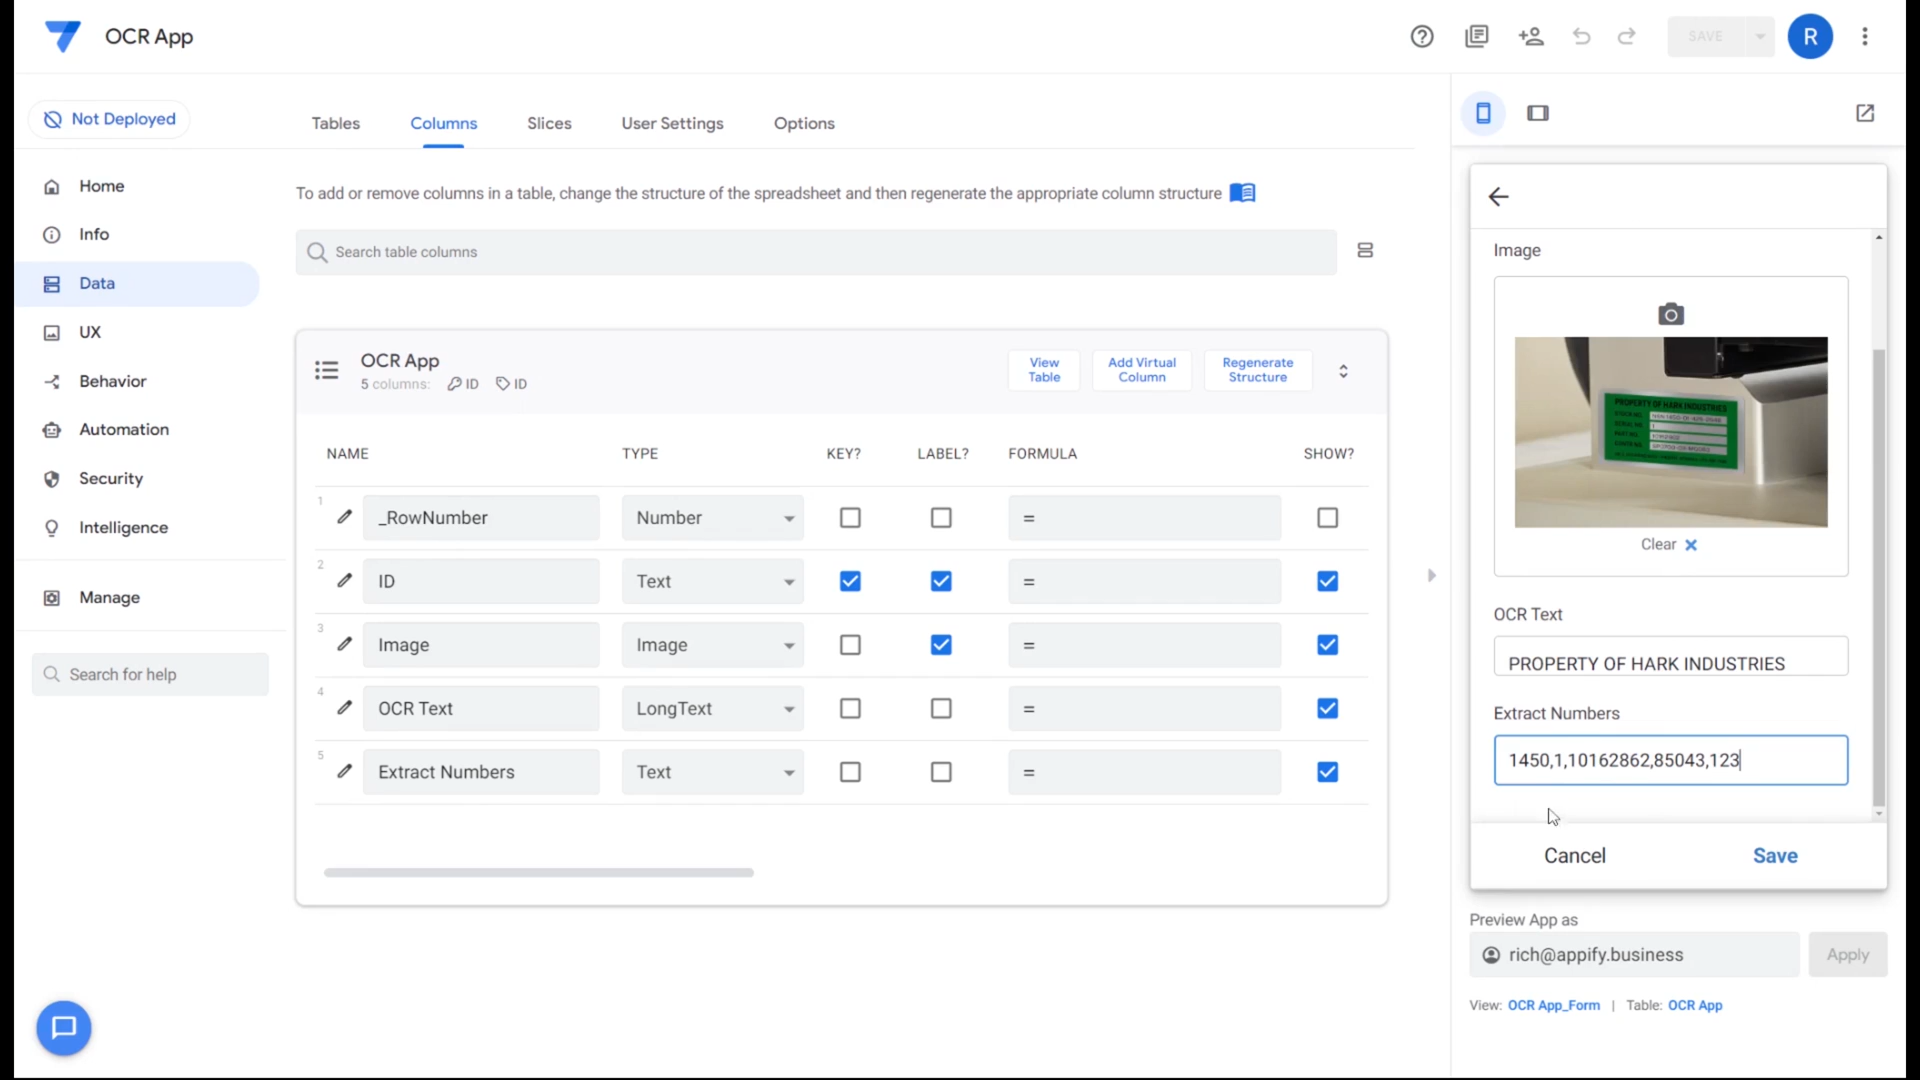 OCR App
SAVE
R
Not Deployed
Tables
Columns
Slices
User Settings
Options
Home
Info
Data
UX
Behavior
Automation
Security
Intelligence
Manage
Search for help
To add or remove columns in a table, change the structure of the spreadsheet and then regenerate the appropriate column structure
Search table columns
OCR App
5 columns: ID ID
View
Table
Add Virtual
Column
Regenerate
Structure
NAME TYPE KEY? LABEL? FORMULA SHOW?
1 _RowNumber Number =
2 ID Text =
3 Image Image =
4 OCR Text LongText =
5 Extract Numbers Text =
Image
PROPERTY OF HARK INDUSTRIES
Clear
OCR Text
PROPERTY OF HARK INDUSTRIES
Extract Numbers
1450,1,10162862,85043,123
Cancel Save
Preview App as
rich@appify.business
Apply
View: OCR App_Form | Table: OCR App